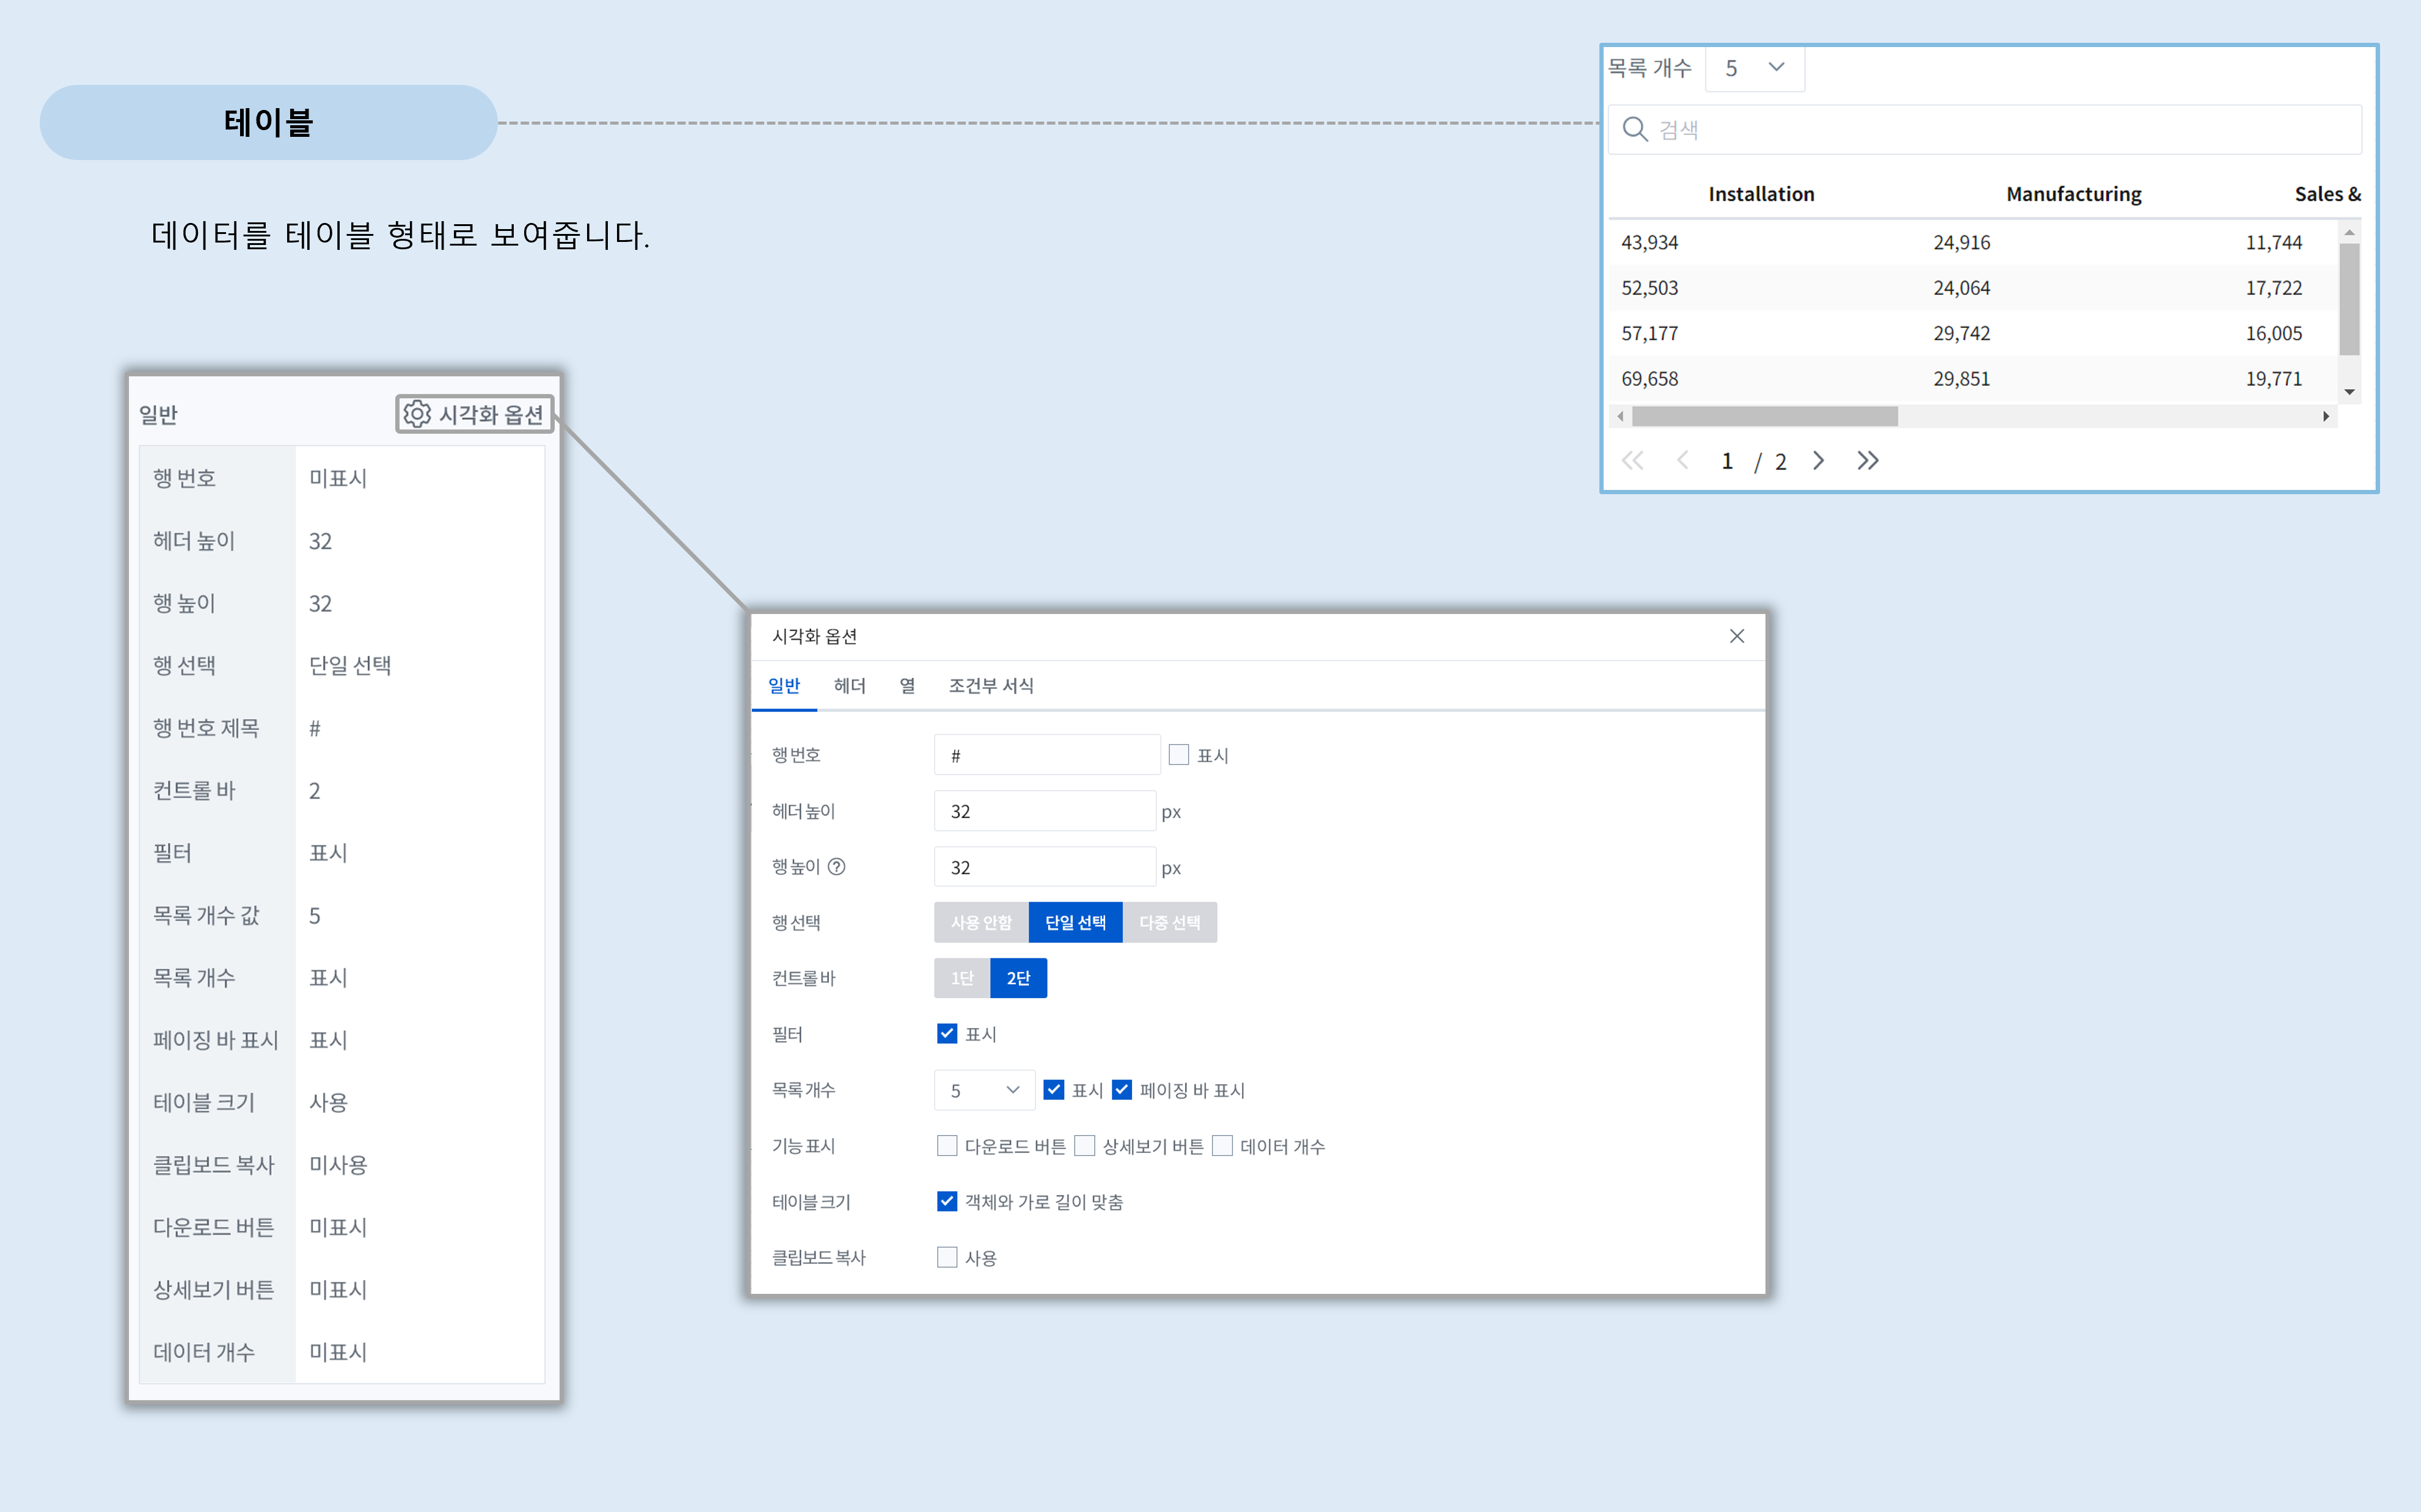 테이블
데이터를 테이블 형태로 보여줍니다.
목록 개수 5
검색
Installation Manufacturing Sales &
43,934 24,916 11,744
52,503 24,064 17,722
57,177 29,742 16,005
69,658 29,851 19,771
1 / 2
일반 시각화 옵션
행 번호 미표시
헤더 높이 32
행 높이 32
행 선택 단일 선택
행 번호 제목 #
컨트롤 바 2
필터 표시
목록 개수 값 5
목록 개수 표시
페이징 바 표시 표시
테이블 크기 사용
클립보드 복사 미사용
다운로드 버튼 미표시
상세보기 버튼 미표시
데이터 개수 미표시
시각화 옵션
일반 헤더 열 조건부 서식
행 번호 # 표시
헤더 높이 32 px
행 높이 ? 32 px
행 선택 사용 안함 단일 선택 다중 선택
컨트롤 바 1단 2단
필터 표시
목록 개수 5 표시 페이징 바 표시
기능 표시 다운로드 버튼 상세보기 버튼 데이터 개수
테이블 크기 객체와 가로 길이 맞춤
클립보드 복사 사용